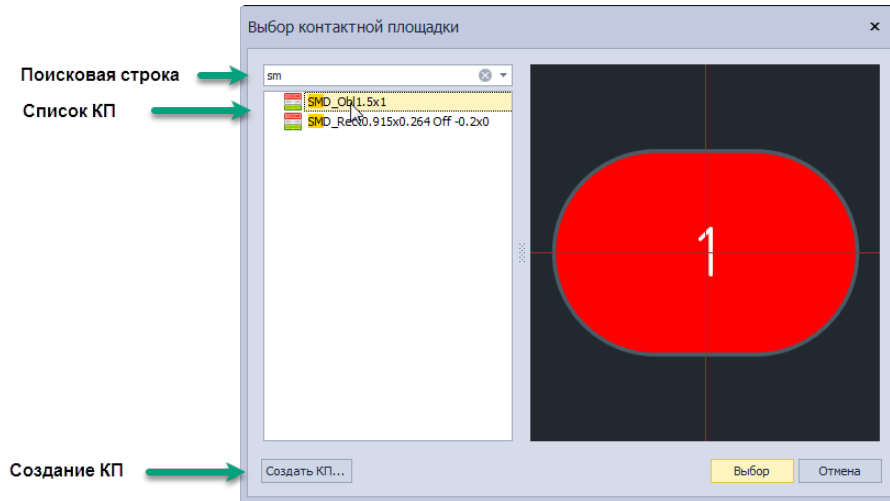 Выбор контактной площадки
Поисковая строка
sm
Список КП
SMD_Obl1.5x1
SMD_Rect0.915x0.264 Off -0.2x0
1
Создание КП
Создать КП...
Выбор
Отмена